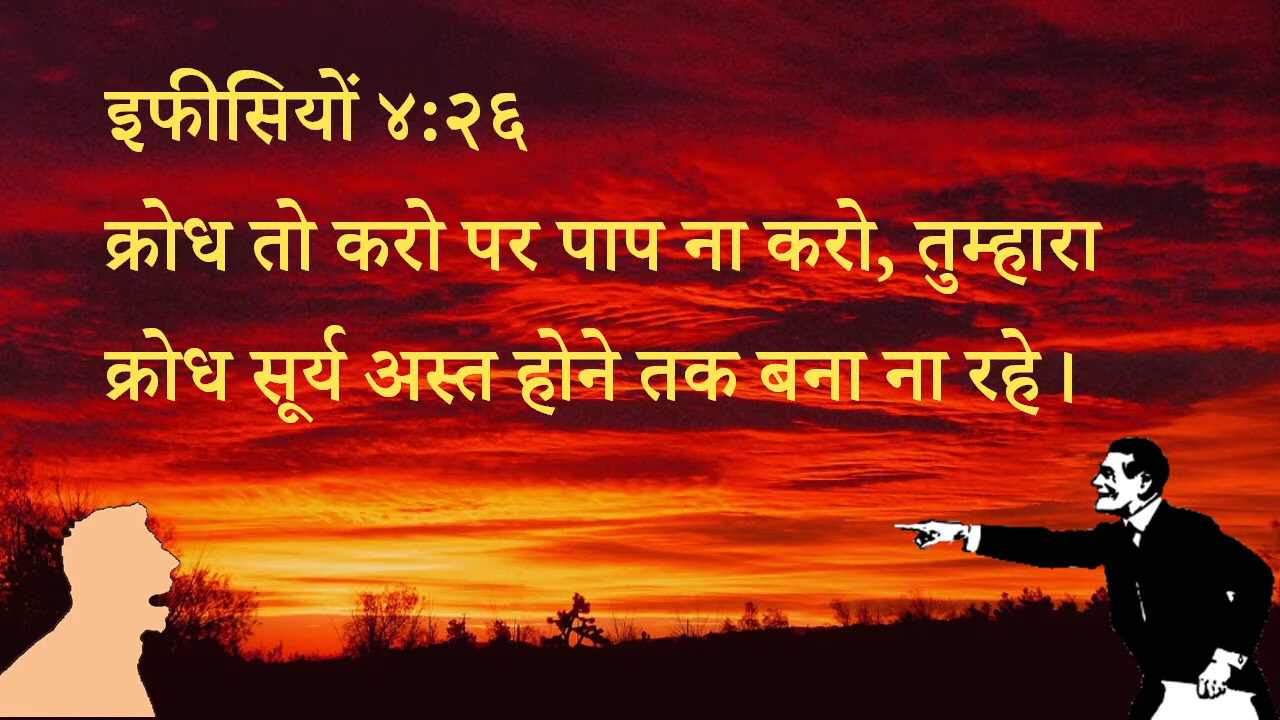 इफीसियों ४:२६
क्रोध तो करो पर पाप ना करो, तुम्हारा
क्रोध सूर्य अस्त होने तक बना ना रहे।